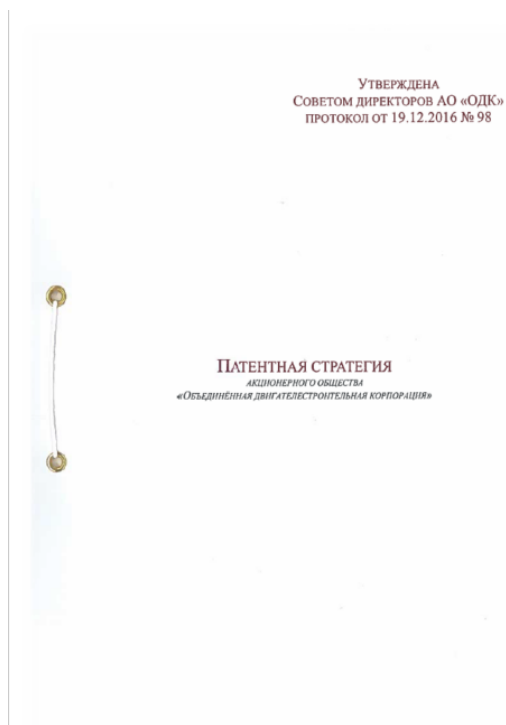 УТВЕРЖДЕНА
СОВЕТОМ ДИРЕКТОРОВ АО «ОДК»
ПРОТОКОЛ ОТ 19.12.2016 № 98
ПАТЕНТНАЯ СТРАТЕГИЯ
АКЦИОНЕРНОГО ОБЩЕСТВА
«ОБЪЕДИНЁННАЯ ДВИГАТЕЛЕСТРОИТЕЛЬНАЯ КОРПОРАЦИЯ»